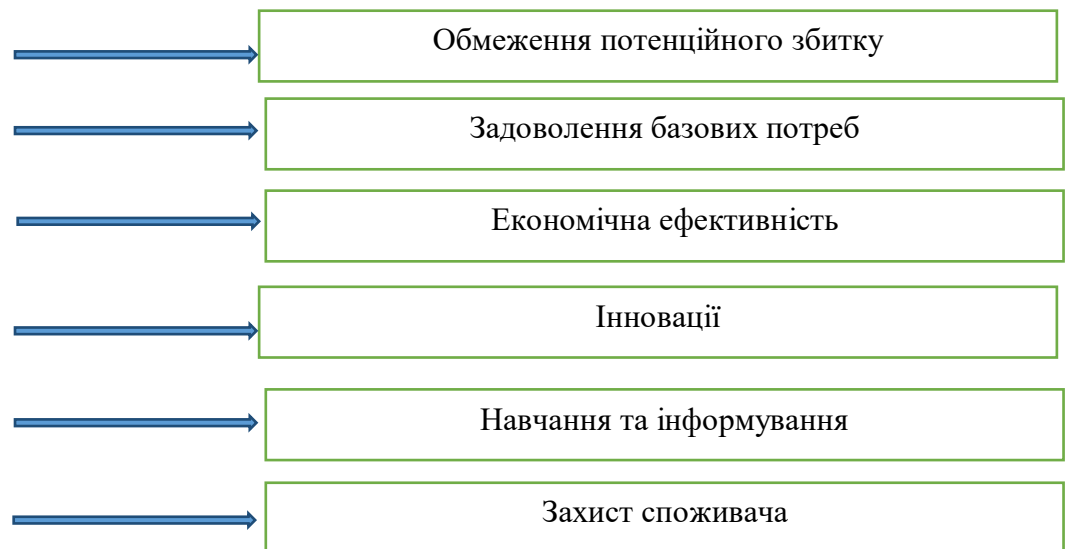 Обмеження потенційного збитку
Задоволення базових потреб
Економічна ефективність
Інновації
Навчання та інформування
Захист споживача